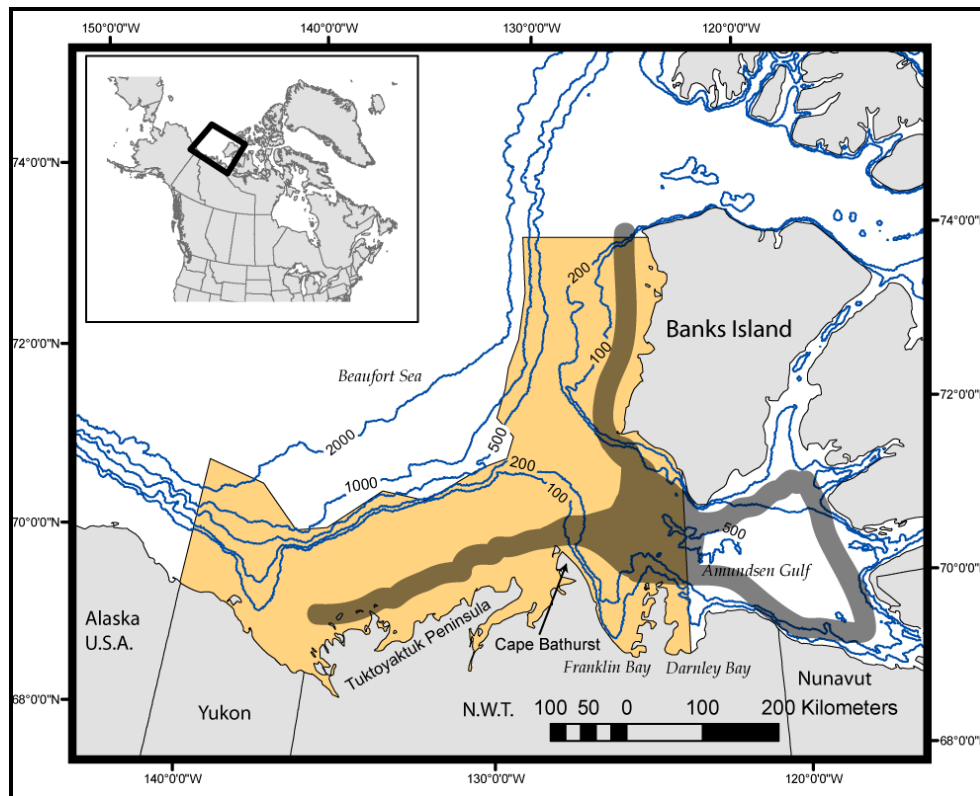 150°0'0"W
140°0'0"W
130°0'0"W
120°0'0"W
74°0'0"N
74°0'0"N
200
Banks Island
100
72°0'0"N
Beaufort Sea
72°0'0"N
2000
500
1000
200
100
70°0'0"N
500
Amundsen Gulf
70°0'0"N
Alaska
U.S.A.
Tuktoyaktuk Peninsula
Cape Bathurst
Franklin Bay
Darnley Bay
Nunavut
68°0'0"N
Yukon
N.W.T.
100 50 0 100 200 Kilometers
68°0'0"N
140°0'0"W
130°0'0"W
120°0'0"W